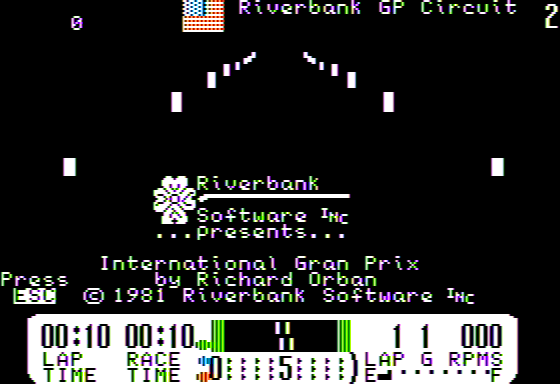 Riverbank GP Circuit 2
0
Riverbank
Software Inc
...presents...
International Gran Prix
Press by Richard Orban
ESC © 1981 Riverbank Software Inc
00:10 00:10 1 1 000
LAP TIME RACE TIME 0 5 LAP G RPMS
E F